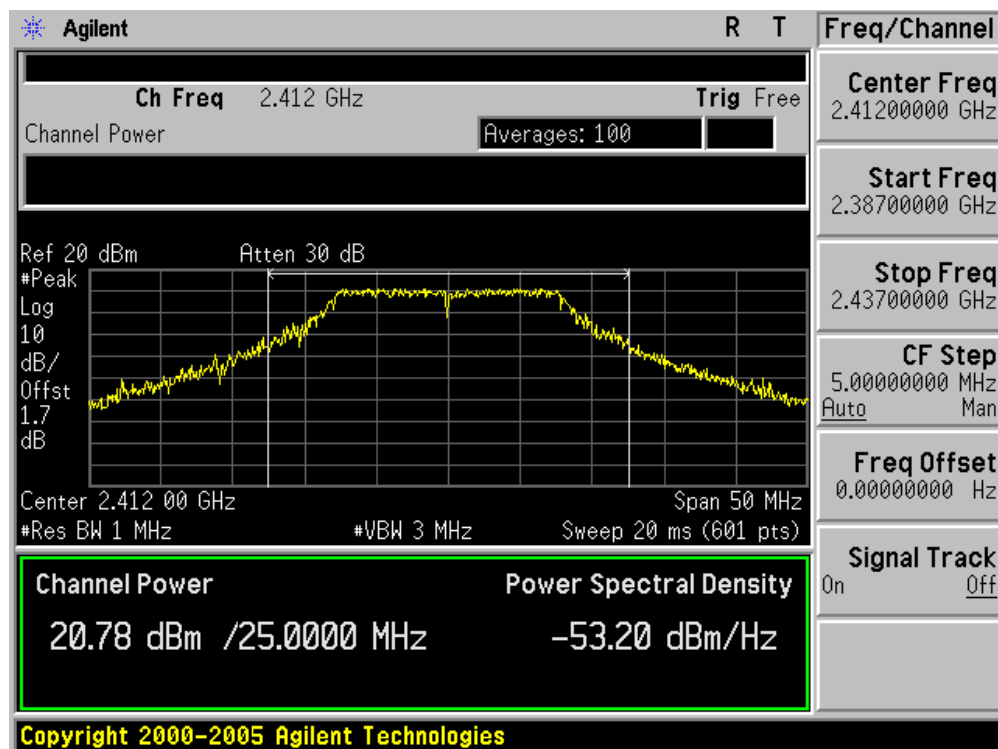 Agilent R T Freq/Channel
Ch Freq 2.412 GHz Trig Free
Channel Power Averages: 100
Center Freq
2.41200000 GHz
Start Freq
2.38700000 GHz
Stop Freq
2.43700000 GHz
CF Step
5.00000000 MHz
Auto Man
Freq Offset
0.00000000 Hz
Signal Track
On Off
Ref 20 dBm Atten 30 dB
#Peak
Log
10
dB/
Offst
1.7
dB
Center 2.412 00 GHz Span 50 MHz
#Res BW 1 MHz #VBW 3 MHz Sweep 20 ms (601 pts)
Channel Power Power Spectral Density
20.78 dBm /25.0000 MHz -53.20 dBm/Hz
Copyright 2000-2005 Agilent Technologies